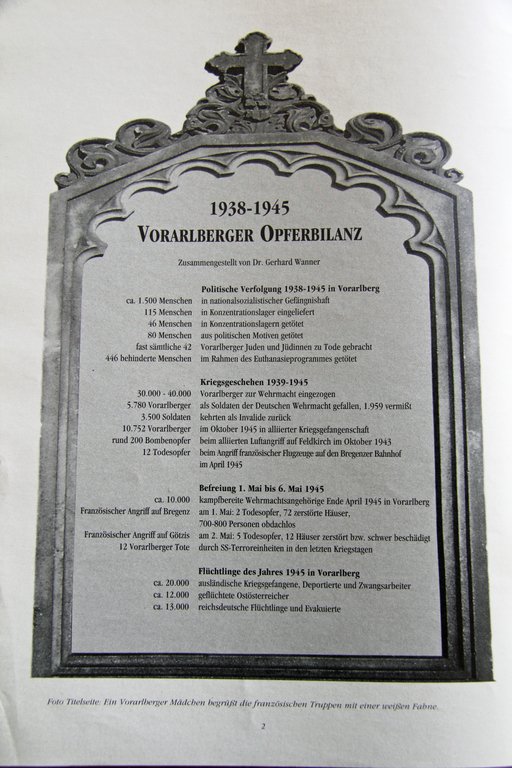 1938-1945
VORARLBERGER OPFERBILANZ
Zusammengestellt von Dr. Gerhard Wanner
Politische Verfolgung 1938-1945 in Vorarlberg
ca. 1.500 Menschen in nationalsozialistischer Gefängnishaft
115 Menschen in Konzentrationslager eingeliefert
46 Menschen in Konzentrationslagern getötet
80 Menschen aus politischen Motiven getötet
fast sämtliche 42 Vorarlberger Juden und Jüdinnen zu Tode gebracht
446 behinderte Menschen im Rahmen des Euthanasieprogrammes getötet
Kriegsgeschehen 1939-1945
30.000 - 40.000 Vorarlberger zur Wehrmacht eingezogen
5.780 Vorarlberger als Soldaten der Deutschen Wehrmacht gefallen, 1.959 vermißt
3.500 Soldaten kehrten als Invalide zurück
10.752 Vorarlberger im Oktober 1945 in alliierter Kriegsgefangenschaft
rund 200 Bombenopfer beim alliierten Luftangriff auf Feldkirch im Oktober 1943
12 Todesopfer beim Angriff französischer Flugzeuge auf den Bregenzer Bahnhof
im April 1945
Befreiung 1. Mai bis 6. Mai 1945
ca. 10.000 kampfbereite Wehrmachtsangehörige Ende April 1945 in Vorarlberg
Französischer Angriff auf Bregenz am 1. Mai: 2 Todesopfer, 72 zerstörte Häuser,
700-800 Personen obdachlos
Französischer Angriff auf Götzis am 2. Mai: 5 Todesopfer, 12 Häuser zerstört bzw. schwer beschädigt
12 Vorarlberger Tote durch SS-Terroreinheiten in den letzten Kriegstagen
Flüchtlinge des Jahres 1945 in Vorarlberg
ca. 20.000 ausländische Kriegsgefangene, Deportierte und Zwangsarbeiter
ca. 12.000 geflüchtete Ostösterreicher
ca. 13.000 reichsdeutsche Flüchtlinge und Evakuierte
Foto Titelseite: Ein Vorarlberger Mädchen begrüßt die französischen Truppen mit einer weißen Fahne.
2